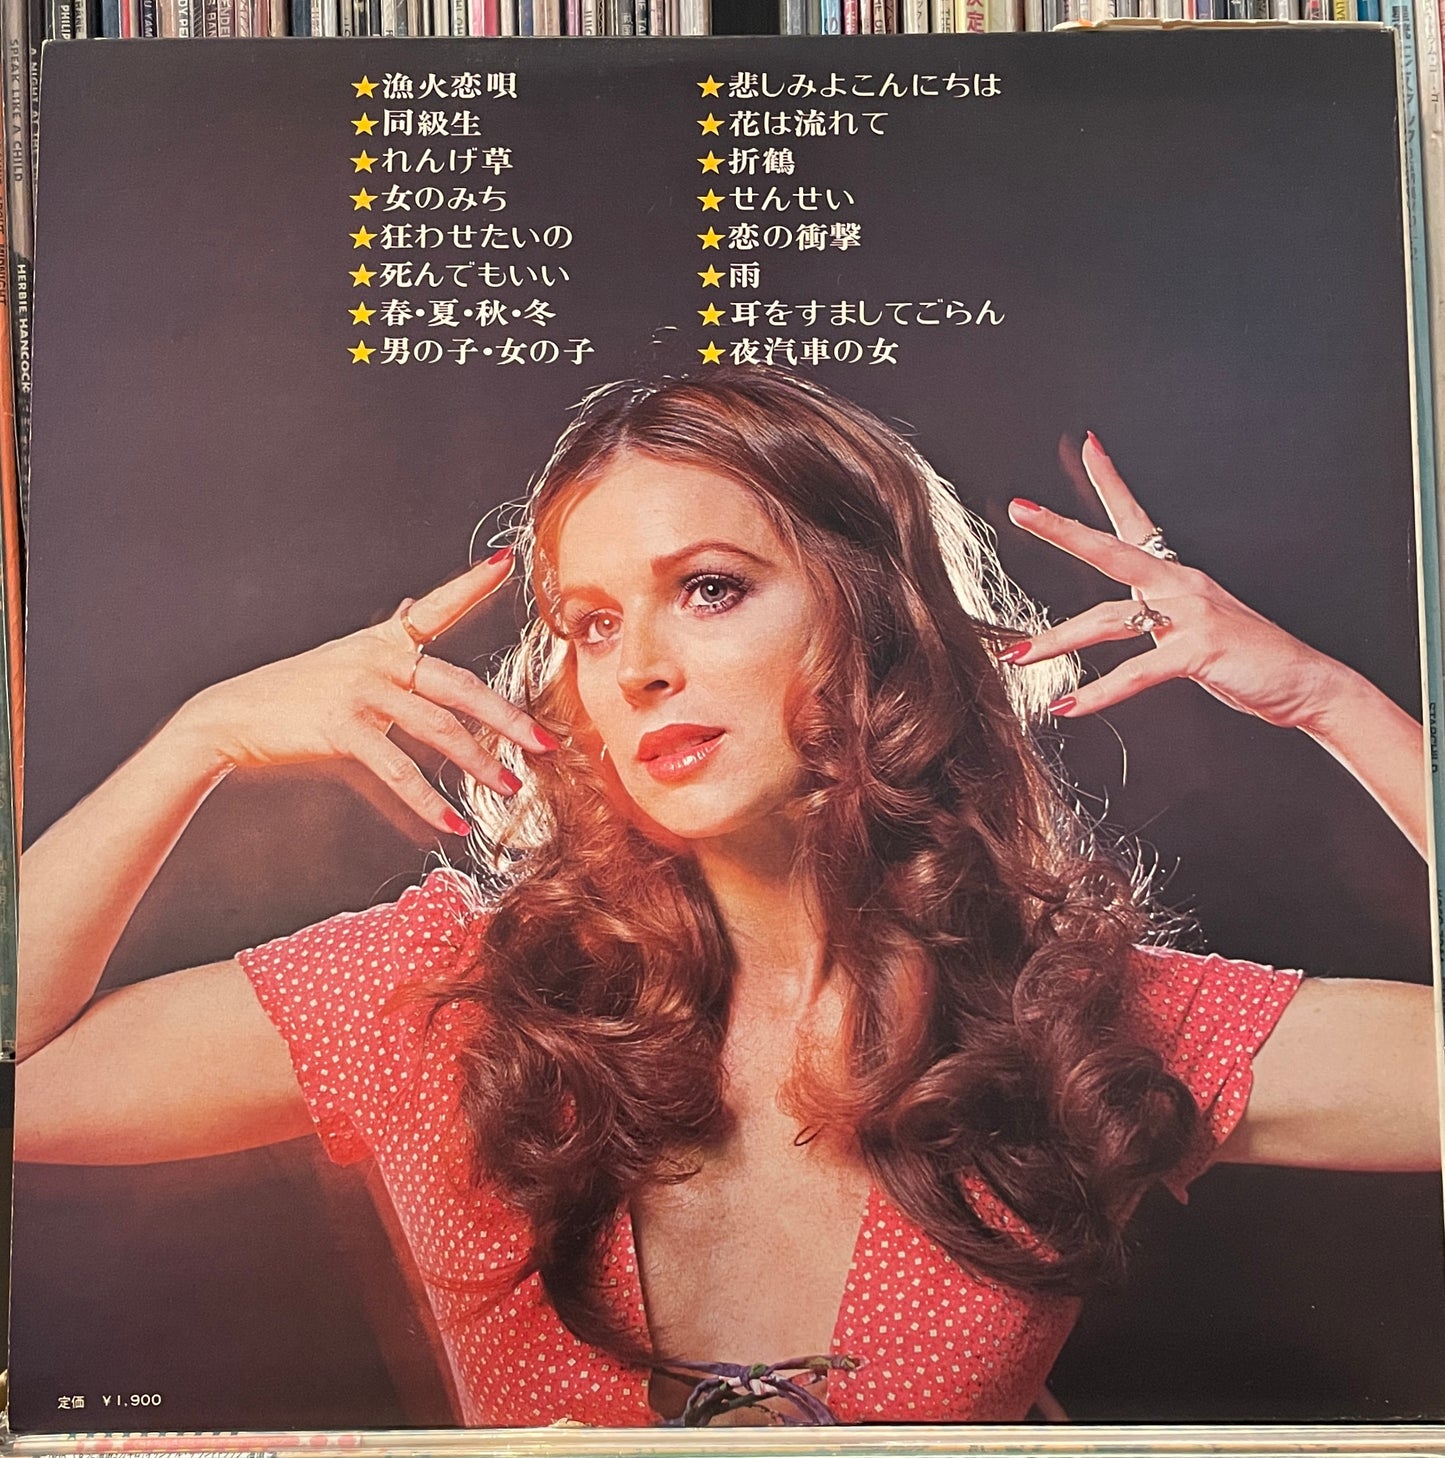 SPEAK LIKE A CHILD
HERBIE HANCOCK
★漁火恋唄
★同級生
★れんげ草
★女のみち
★狂わせたいの
★死んでもいい
★春・夏・秋・冬
★男の子・女の子
★悲しみよこんにちは
★花は流れて
★折鶴
★せんせい
★恋の衝撃
★雨
★耳をすましてごらん
★夜汽車の女
定価 ￥1,900